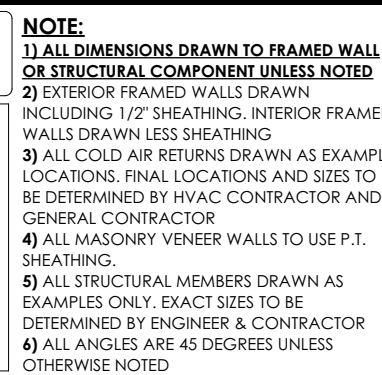 NOTE:
1) ALL DIMENSIONS DRAWN TO FRAMED WALL
OR STRUCTURAL COMPONENT UNLESS NOTED
2) EXTERIOR FRAMED WALLS DRAWN
INCLUDING 1/2" SHEATHING. INTERIOR FRAME
WALLS DRAWN LESS SHEATHING
3) ALL COLD AIR RETURNS DRAWN AS EXAMPL
LOCATIONS. FINAL LOCATIONS AND SIZES TO
BE DETERMINED BY HVAC CONTRACTOR AND
GENERAL CONTRACTOR
4) ALL MASONRY VENEER WALLS TO USE P.T.
SHEATHING.
5) ALL STRUCTURAL MEMBERS DRAWN AS
EXAMPLES ONLY. EXACT SIZES TO BE
DETERMINED BY ENGINEER & CONTRACTOR
6) ALL ANGLES ARE 45 DEGREES UNLESS
OTHERWISE NOTED